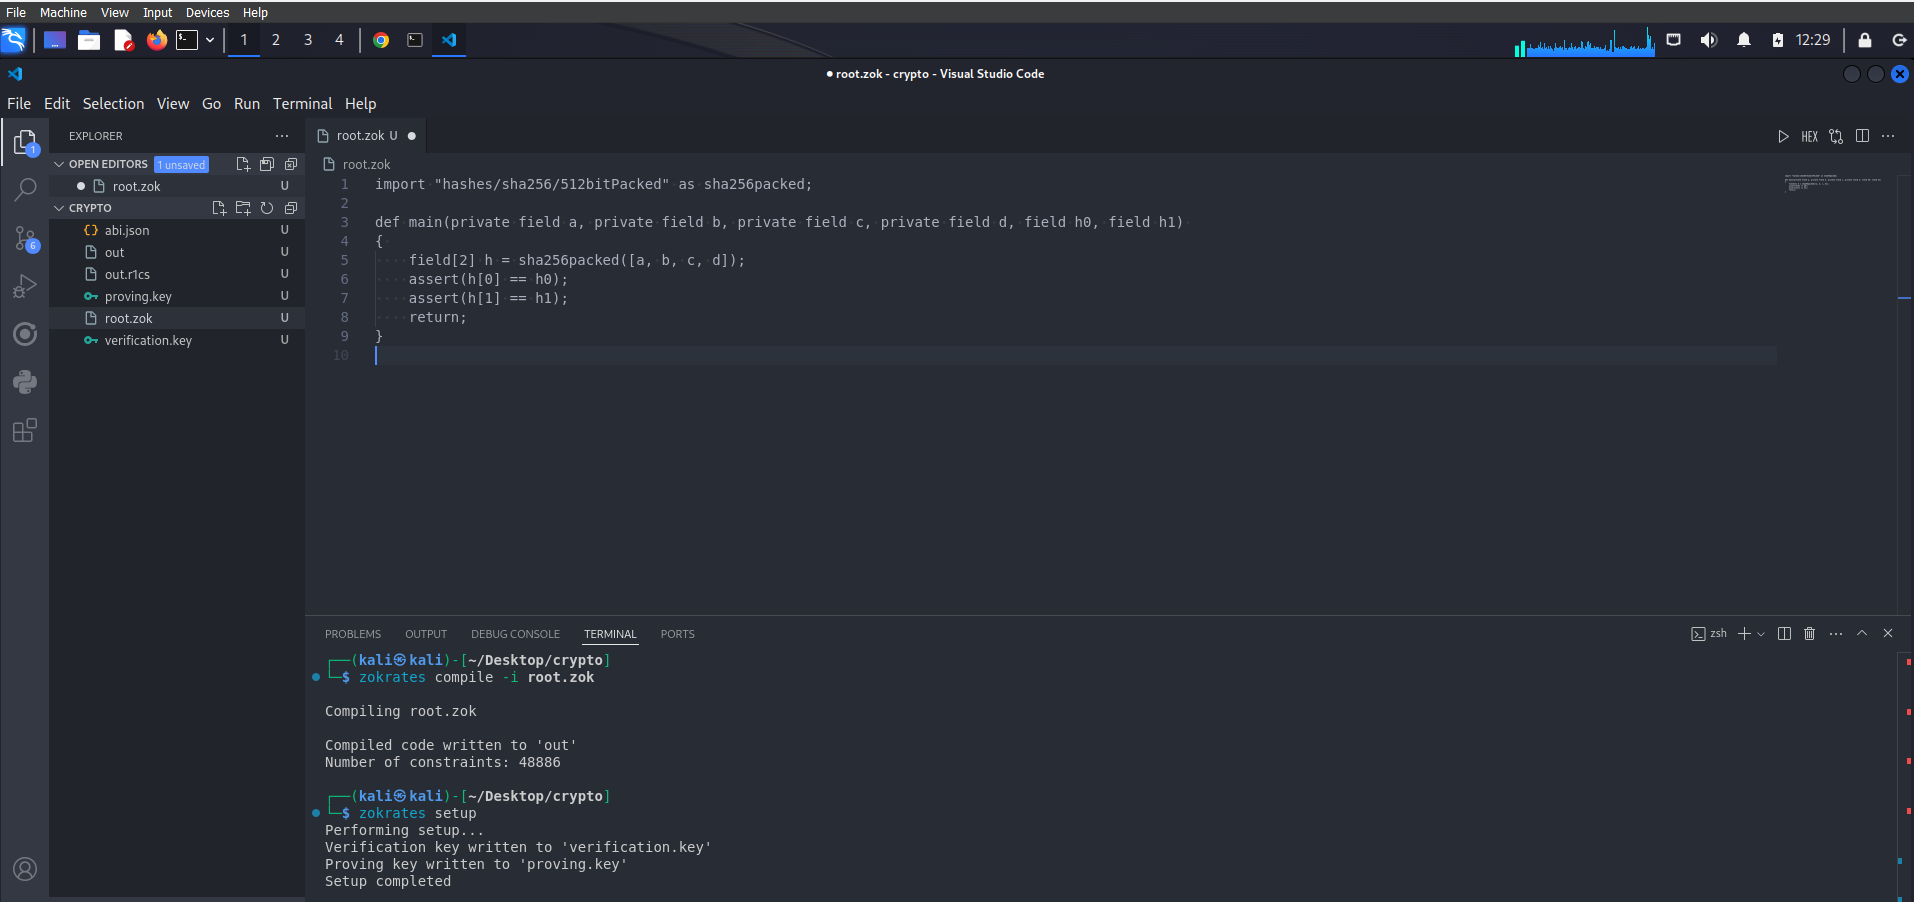 File Machine View Input Devices Help
1 2 3 4 12:29
● root.zok - crypto - Visual Studio Code
File Edit Selection View Go Run Terminal Help
EXPLORER
OPEN EDITORS 1 unsaved
root.zok U
CRYPTO
abi.json U
out U
out.r1cs U
proving.key U
root.zok U
verification.key U
1
6
root.zok U ●
HEX
root.zok
1 import "hashes/sha256/512bitPacked" as sha256packed;
2
3 def main(private field a, private field b, private field c, private field d, field h0, field h1)
4 {
5     field[2] h = sha256packed([a, b, c, d]);
6     assert(h[0] == h0);
7     assert(h[1] == h1);
8     return;
9 }
10
PROBLEMS OUTPUT DEBUG CONSOLE TERMINAL PORTS
zsh
┌──(kali㉿kali)-[~/Desktop/crypto]
└─$ zokrates compile -i root.zok
Compiling root.zok
Compiled code written to 'out'
Number of constraints: 48886
┌──(kali㉿kali)-[~/Desktop/crypto]
└─$ zokrates setup
Performing setup...
Verification key written to 'verification.key'
Proving key written to 'proving.key'
Setup completed